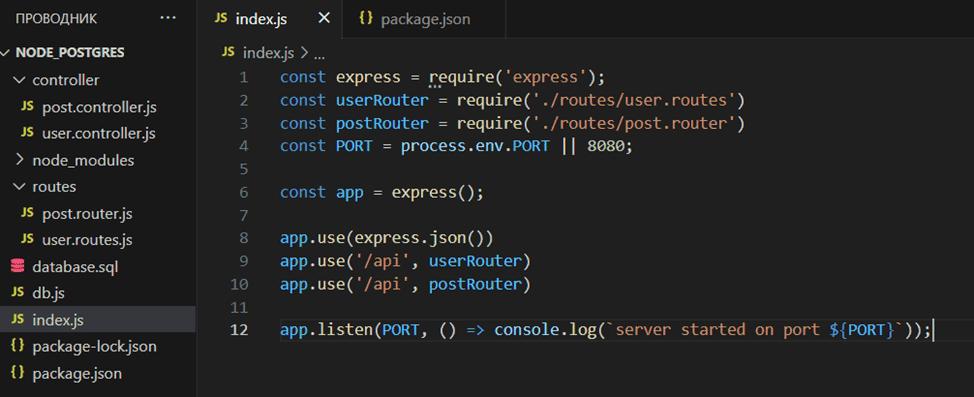 ПРОВОДНИК ...
NODE_POSTGRES
controller
JS post.controller.js
JS user.controller.js
node_modules
routes
JS post.router.js
JS user.routes.js
database.sql
JS db.js
JS index.js
{} package-lock.json
{} package.json
JS index.js
{} package.json
JS index.js > ...
1 const express = require('express');
2 const userRouter = require('./routes/user.routes')
3 const postRouter = require('./routes/post.router')
4 const PORT = process.env.PORT || 8080;
5
6 const app = express();
7
8 app.use(express.json())
9 app.use('/api', userRouter)
10 app.use('/api', postRouter)
11
12 app.listen(PORT, () => console.log(`server started on port ${PORT}`));